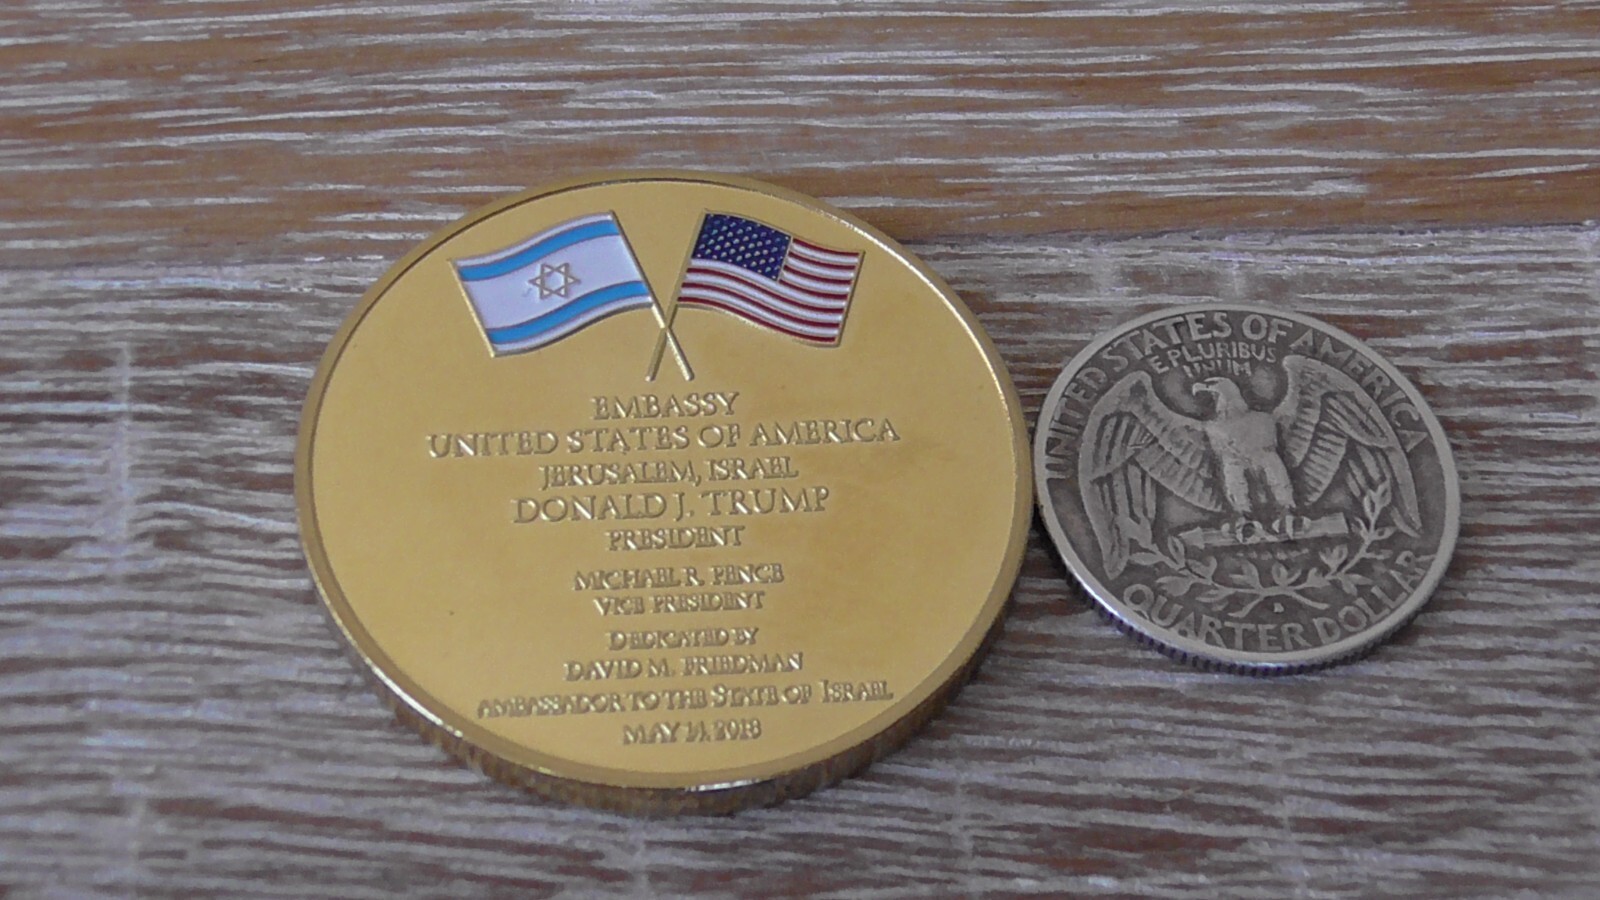 EMBASSY
UNITED STATES OF AMERICA
JERUSALEM, ISRAEL
DONALD J. TRUMP
PRESIDENT
MICHAEL R. PENCE
VICE PRESIDENT
DEDICATED BY
DAVID M. FRIEDMAN
AMBASSADOR TO THE STATE OF ISRAEL
MAY 14, 2018
UNITED STATES OF AMERICA
E PLURIBUS
UNUM
QUARTER DOLLAR